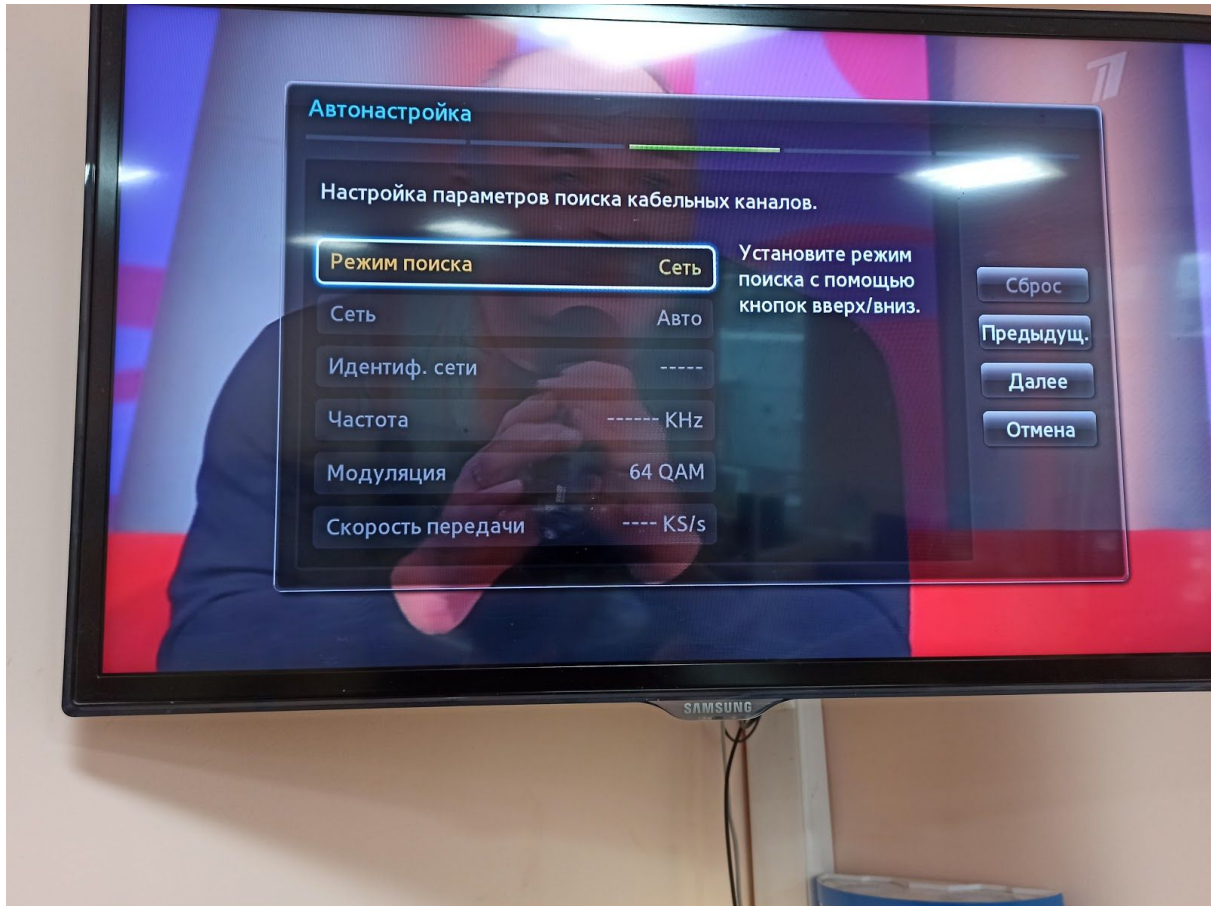 Автонастройка
Настройка параметров поиска кабельных каналов.
Режим поиска Сеть
Сеть Авто
Идентиф. сети -----
Частота ------ KHz
Модуляция 64 QAM
Скорость передачи ---- KS/s
Установите режим
поиска с помощью
кнопок вверх/вниз.
Сброс
Предыдущ.
Далее
Отмена
SAMSUNG